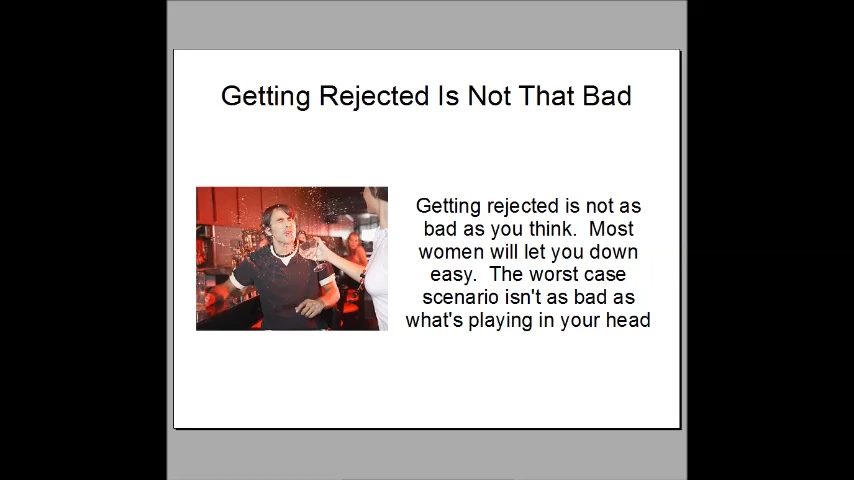 Getting Rejected Is Not That Bad
Getting rejected is not as
bad as you think.  Most
women will let you down
easy.  The worst case
scenario isn't as bad as
what's playing in your head